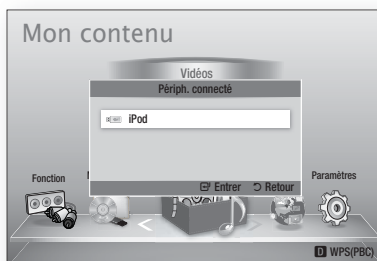 Mon contenu
Vidéos
Périph. connecté
iPod
Entrer Retour
Fonction
Paramètres
D WPS(PBC)